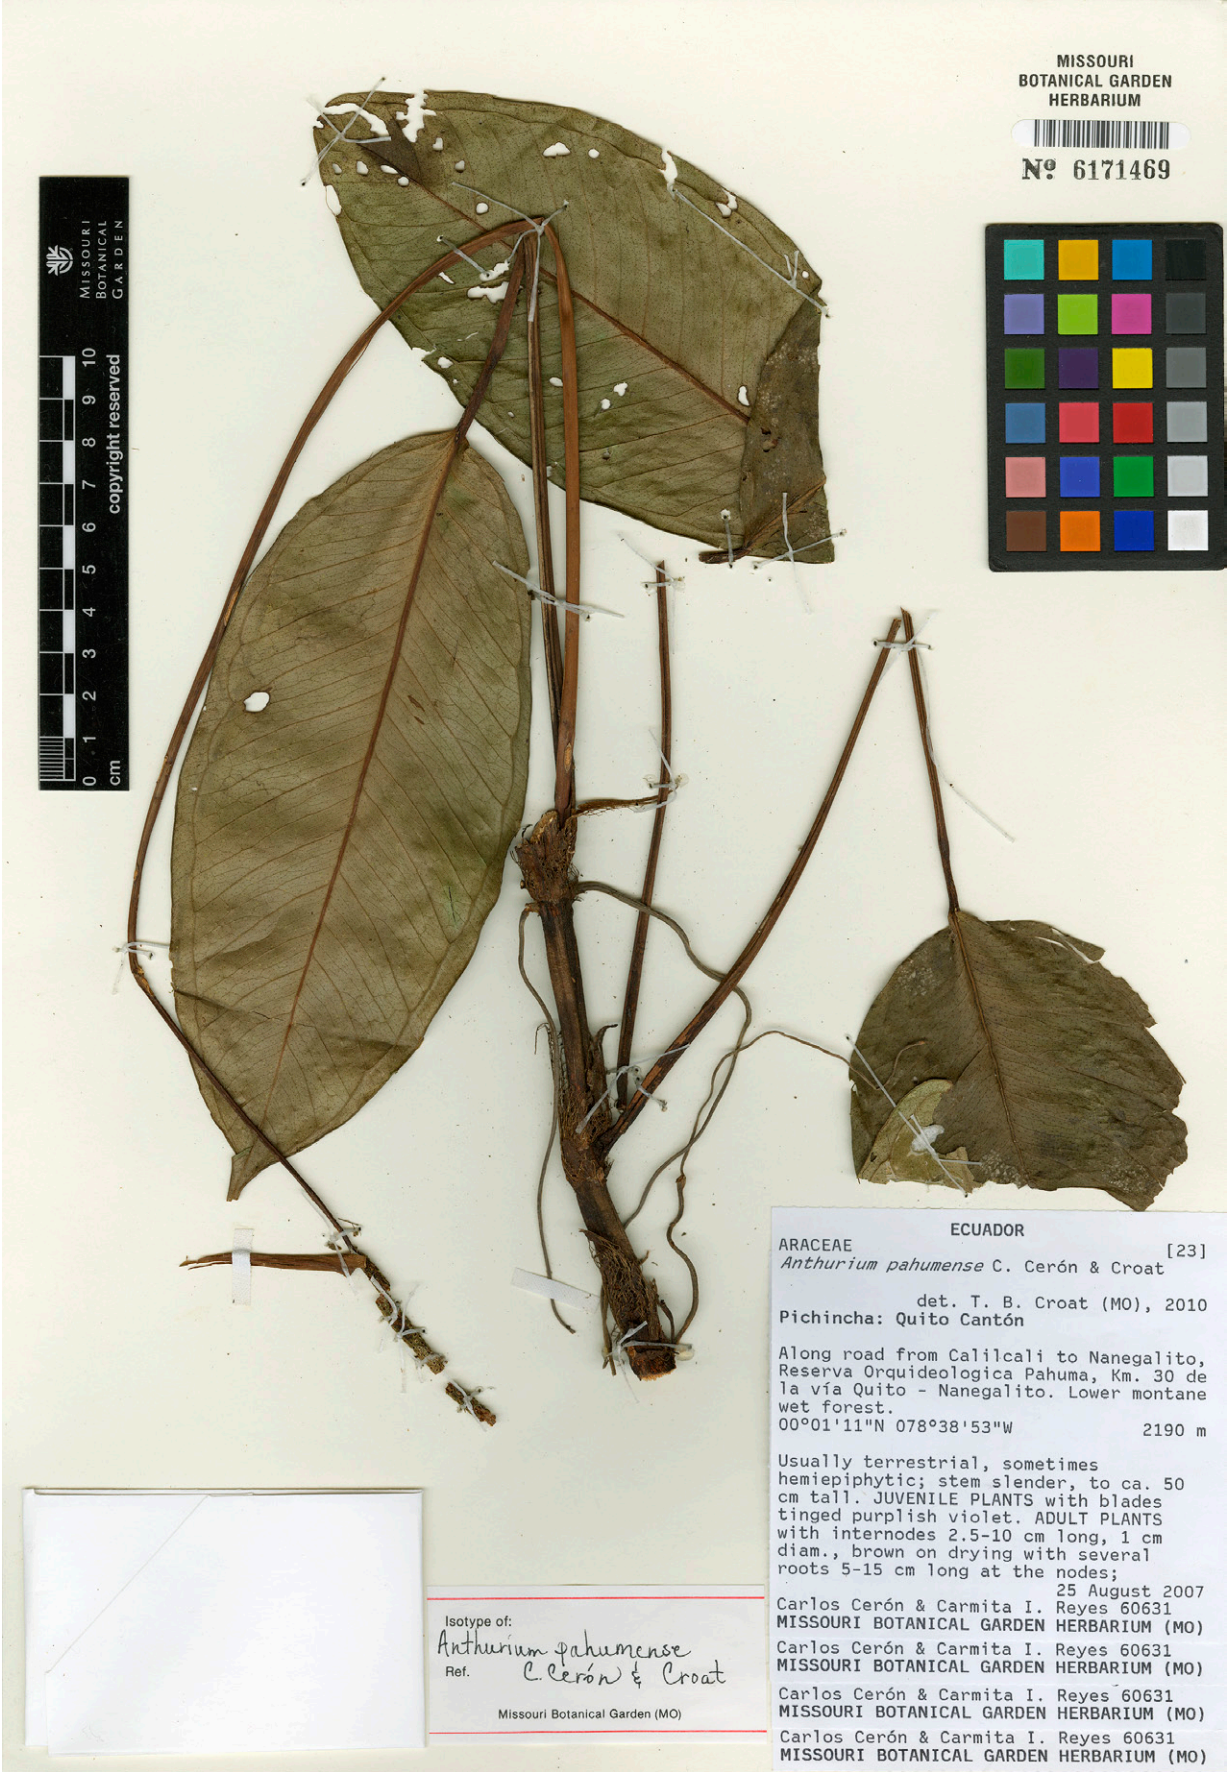 MISSOURI
BOTANICAL GARDEN
HERBARIUM
Nº 6171469
MISSOURI
BOTANICAL
GARDEN
copyright reserved
0 1 2 3 4 5 6 7 8 9 10
cm
ECUADOR
ARACEAE [23]
Anthurium pahumense C. Cerón & Croat
det. T. B. Croat (MO), 2010
Pichincha: Quito Cantón
Along road from Calilcali to Nanegalito,
Reserva Orquideologica Pahuma, Km. 30 de
la vía Quito - Nanegalito. Lower montane
wet forest.
00°01'11"N 078°38'53"W 2190 m
Usually terrestrial, sometimes
hemiepiphytic; stem slender, to ca. 50
cm tall. JUVENILE PLANTS with blades
tinged purplish violet. ADULT PLANTS
with internodes 2.5-10 cm long, 1 cm
diam., brown on drying with several
roots 5-15 cm long at the nodes;
25 August 2007
Carlos Cerón & Carmita I. Reyes 60631
MISSOURI BOTANICAL GARDEN HERBARIUM (MO)
Carlos Cerón & Carmita I. Reyes 60631
MISSOURI BOTANICAL GARDEN HERBARIUM (MO)
Carlos Cerón & Carmita I. Reyes 60631
MISSOURI BOTANICAL GARDEN HERBARIUM (MO)
Carlos Cerón & Carmita I. Reyes 60631
MISSOURI BOTANICAL GARDEN HERBARIUM (MO)
Isotype of:
Anthurium pahumense
Ref. C. Cerón & Croat
Missouri Botanical Garden (MO)